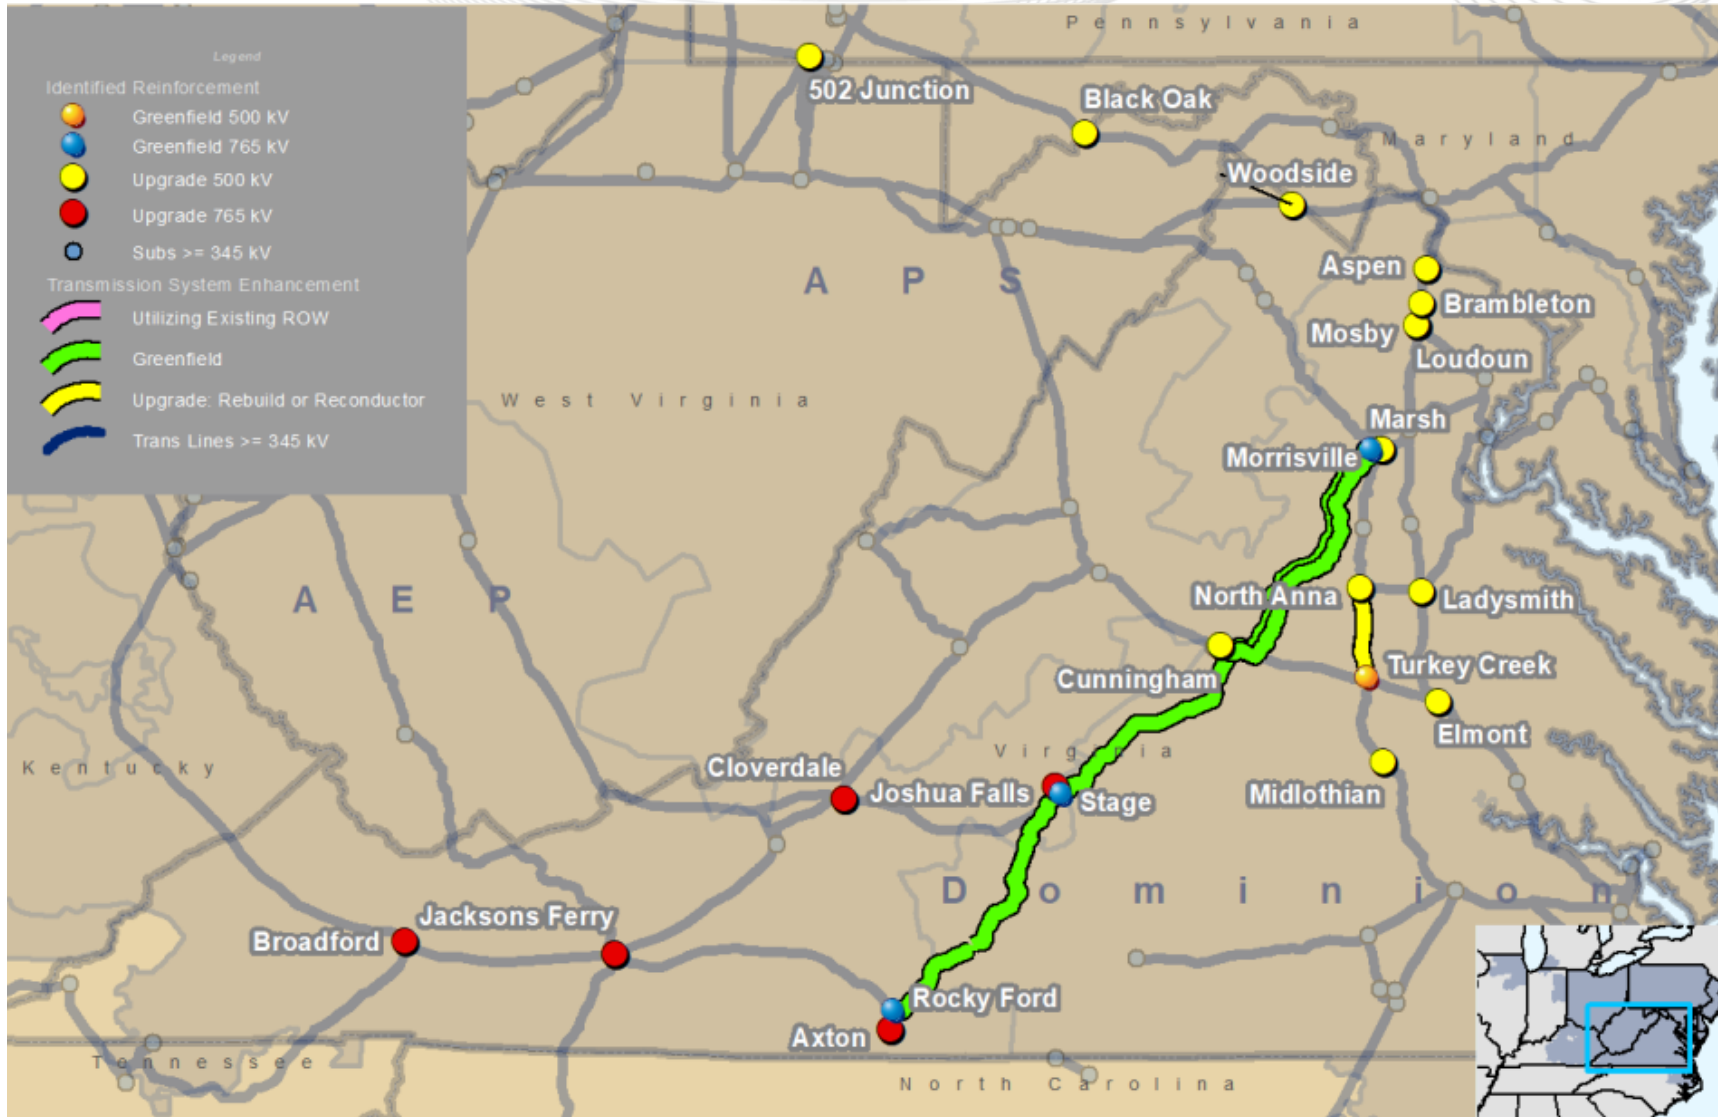 Legend
Identified Reinforcement
Greenfield 500 kV
Greenfield 765 kV
Upgrade 500 kV
Upgrade 765 kV
Subs >= 345 kV
Transmission System Enhancement
Utilizing Existing ROW
Greenfield
Upgrade: Rebuild or Reconductor
Trans Lines >= 345 kV
Pennsylvania
502 Junction
Black Oak
Maryland
Woodside
Aspen
APS
Brambleton
Mosby
Loudoun
West Virginia
Marsh
Morrisville
AEP
North Anna
Ladysmith
Turkey Creek
Cunningham
Elmont
Virginia
Kentucky
Cloverdale
Joshua Falls
Stage
Midlothian
Dominion
Jacksons Ferry
Broadford
Rocky Ford
Axton
Tennessee
North Carolina